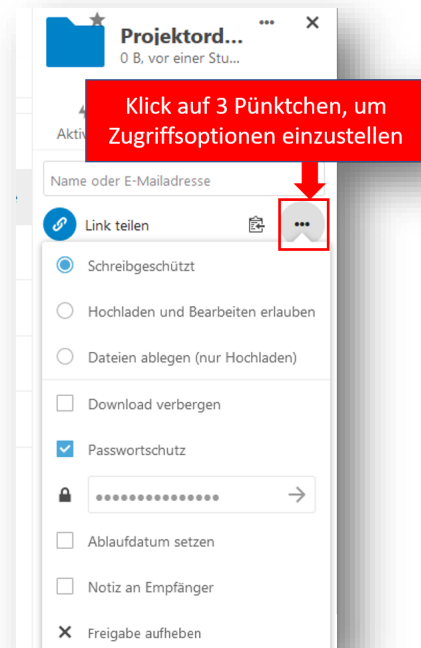 Projektord...
0 B, vor einer Stu...
Klick auf 3 Pünktchen, um
Zugriffsoptionen einzustellen
Name oder E-Mailadresse
Link teilen
Schreibgeschützt
Hochladen und Bearbeiten erlauben
Dateien ablegen (nur Hochladen)
Download verbergen
Passwortschutz
Ablaufdatum setzen
Notiz an Empfänger
Freigabe aufheben